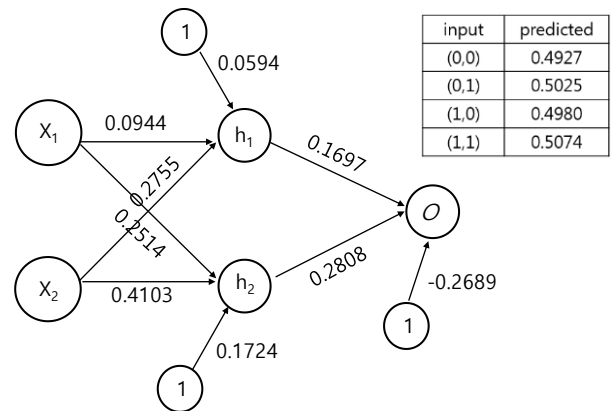 1
0.0594
X1
0.0944
h1
0.2755
0.2514
0.1697
O
X2
0.4103
h2
0.2808
-0.2689
1
0.1724
1
input predicted
(0,0) 0.4927
(0,1) 0.5025
(1,0) 0.4980
(1,1) 0.5074